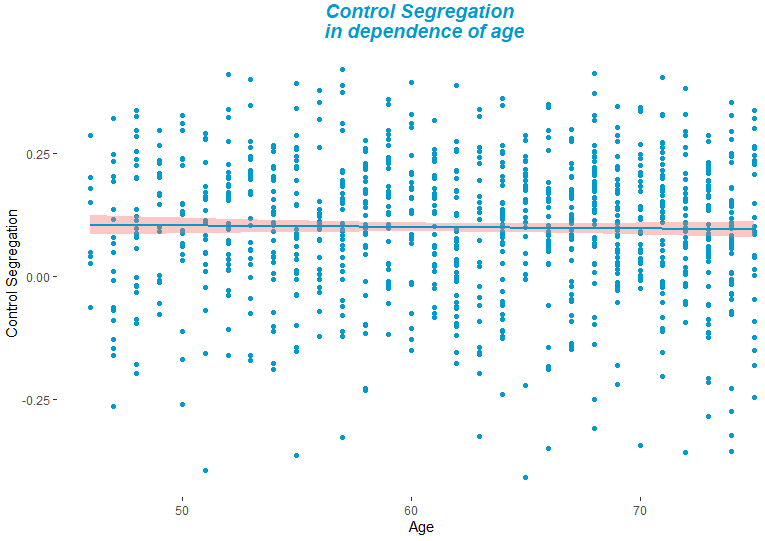 Control Segregation
in dependence of age
Control Segregation
0.25
0.00
-0.25
50
60
70
Age